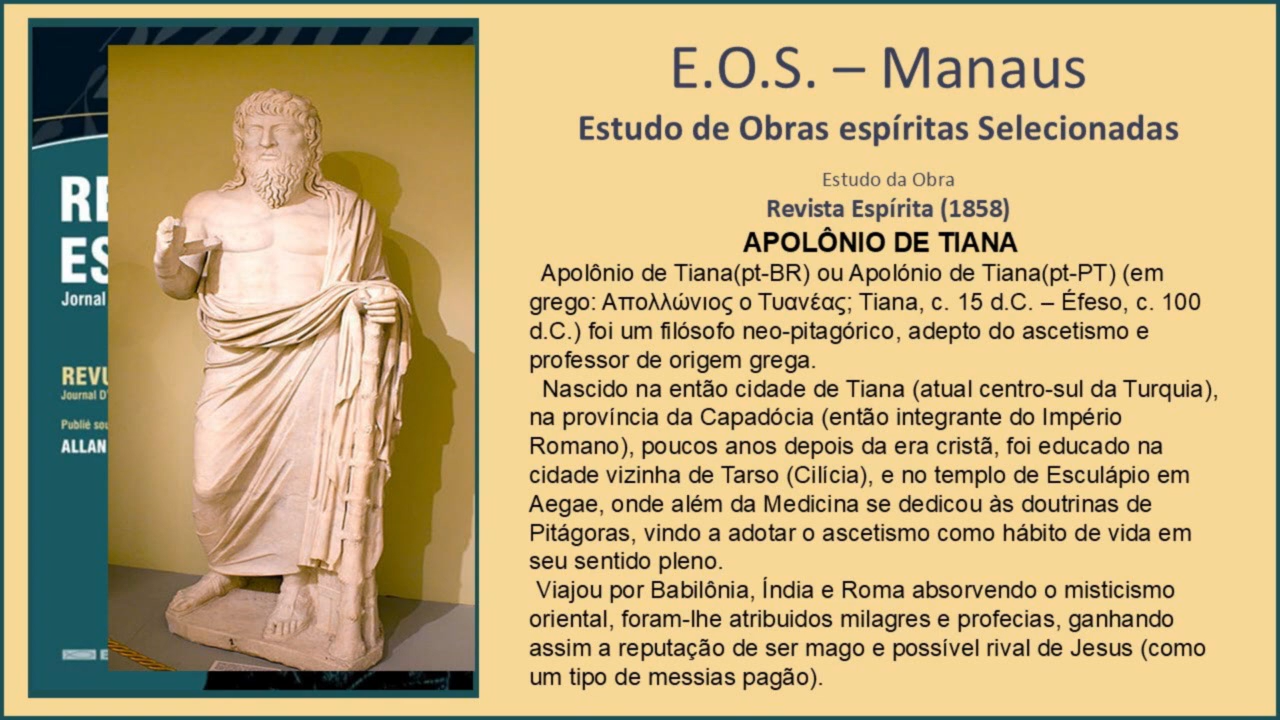 E.O.S. – Manaus
Estudo de Obras espíritas Selecionadas
Estudo da Obra
Revista Espírita (1858)
APOLÔNIO DE TIANA
Apolônio de Tiana(pt-BR) ou Apolónio de Tiana(pt-PT) (em
grego: Απολλώνιος ο Τυανέας; Tiana, c. 15 d.C. – Éfeso, c. 100
d.C.) foi um filósofo neo-pitagórico, adepto do ascetismo e
professor de origem grega.
Nascido na então cidade de Tiana (atual centro-sul da Turquia),
na província da Capadócia (então integrante do Império
Romano), poucos anos depois da era cristã, foi educado na
cidade vizinha de Tarso (Cilícia), e no templo de Esculápio em
Aegae, onde além da Medicina se dedicou às doutrinas de
Pitágoras, vindo a adotar o ascetismo como hábito de vida em
seu sentido pleno.
Viajou por Babilônia, Índia e Roma absorvendo o misticismo
oriental, foram-lhe atribuidos milagres e profecias, ganhando
assim a reputação de ser mago e possível rival de Jesus (como
um tipo de messias pagão).
RE
ES
Jornal
REVU
Journal D'
Publié sou
ALLAN